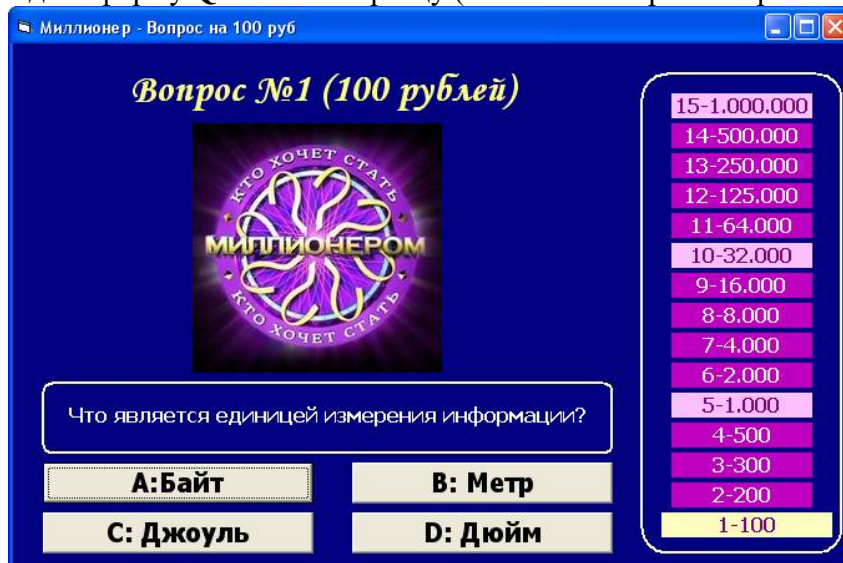 Миллионер - Вопрос на 100 руб
Вопрос №1 (100 рублей)
КТО ХОЧЕТ СТАТЬ
МИЛЛИОНЕРОМ
КТО ХОЧЕТ СТАТЬ
Что является единицей измерения информации?
A:Байт
B: Метр
C: Джоуль
D: Дюйм
15-1.000.000
14-500.000
13-250.000
12-125.000
11-64.000
10-32.000
9-16.000
8-8.000
7-4.000
6-2.000
5-1.000
4-500
3-300
2-200
1-100